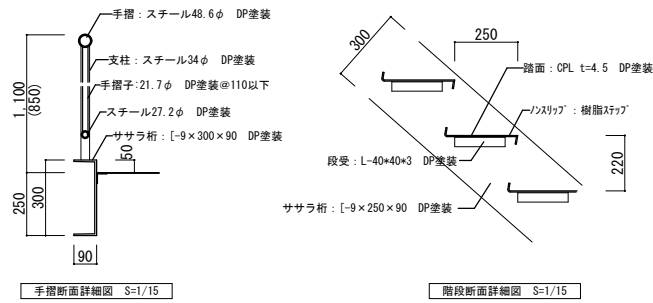 手摺：スチール48.6φ　DP塗装
支柱：スチール34φ　DP塗装
手摺子：21.7φ　DP塗装@110以下
スチール27.2φ　DP塗装
ササラ桁：[-9×300×90　DP塗装
1,100
(850)
50
250
300
90
手摺断面詳細図　S=1/15
300
250
踏面：CPL t=4.5　DP塗装
ﾉﾝｽﾘｯﾌﾟ：樹脂ｽﾃｯﾌﾟ
段受：L-40*40*3　DP塗装
220
ササラ桁：[-9×250×90　DP塗装
階段断面詳細図　S=1/15